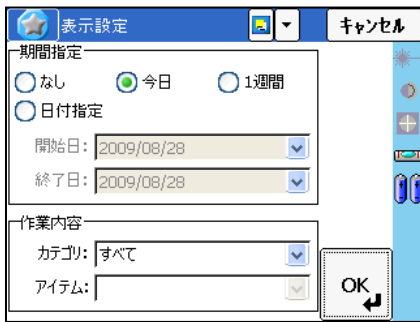 表示設定
キャンセル
期間指定
なし 今日 1週間
日付指定
開始日: 2009/08/28
終了日: 2009/08/28
作業内容
カテゴリ: すべて
アイテム:
OK